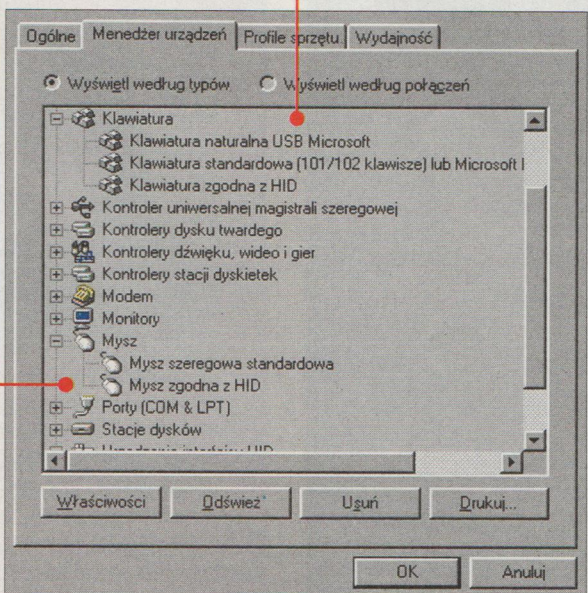 Ogólne Menedżer urządzeń Profile sprzętu Wydajność
Wyświetl według typów Wyświetl według połączeń
Klawiatura
Klawiatura naturalna USB Microsoft
Klawiatura standardowa (101/102 klawisze) lub Microsoft
Klawiatura zgodna z HID
Kontroler uniwersalnej magistrali szeregowej
Kontrolery dysku twardego
Kontrolery dźwięku, wideo i gier
Kontrolery stacji dyskietek
Modem
Monitory
Mysz
Mysz szeregowa standardowa
Mysz zgodna z HID
Porty (COM & LPT)
Stacje dysków
Urządzenia interfejsu HID
Właściwości Odśwież Usuń Drukuj...
OK Anuluj